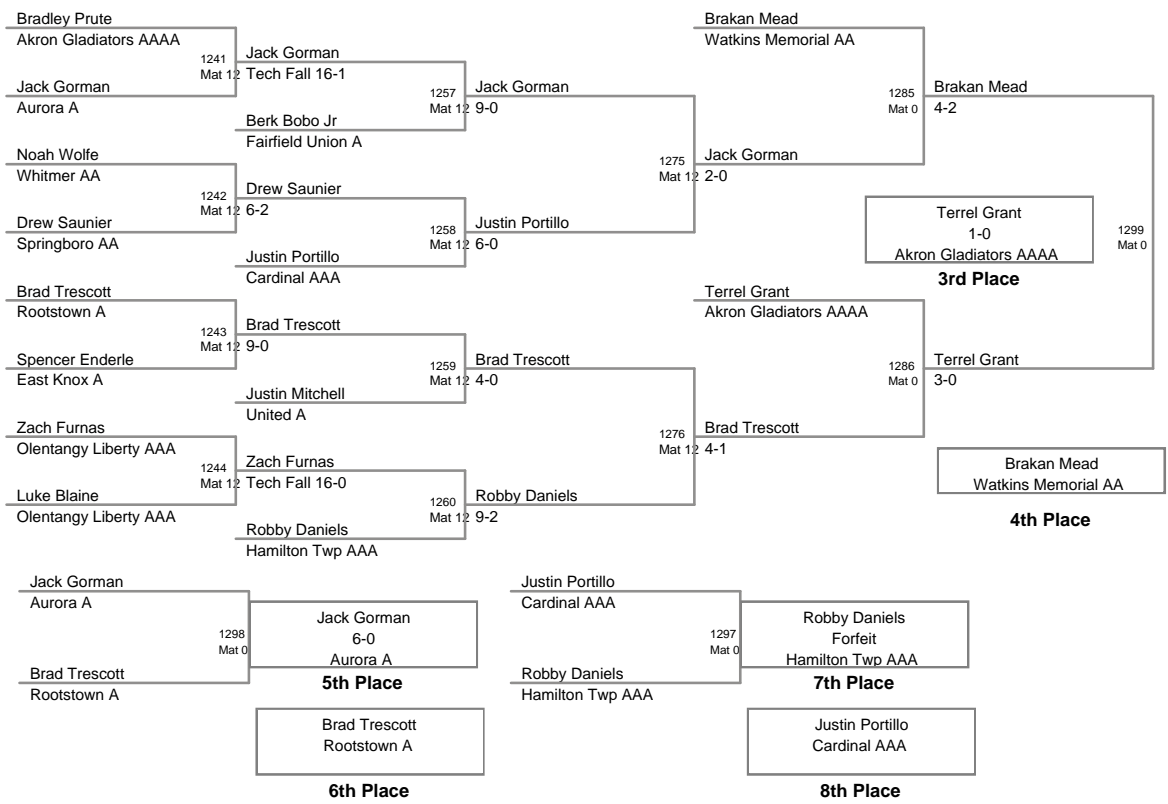 Bradley Prute
Akron Gladiators AAAA
1241
Mat 12
Jack Gorman
Tech Fall 16-1
Jack Gorman
Aurora A
1257
Mat 12
Jack Gorman
9-0
Berk Bobo Jr
Fairfield Union A
Noah Wolfe
Whitmer AA
1242
Mat 12
Drew Saunier
6-2
Drew Saunier
Springboro AA
1258
Mat 12
Justin Portillo
6-0
Justin Portillo
Cardinal AAA
1275
Mat 12
Jack Gorman
2-0
Brakan Mead
Watkins Memorial AA
1285
Mat 0
Brakan Mead
4-2
Terrel Grant
1-0
Akron Gladiators AAAA
3rd Place
1299
Mat 0
Brad Trescott
Rootstown A
1243
Mat 12
Brad Trescott
9-0
Spencer Enderle
East Knox A
1259
Mat 12
Brad Trescott
4-0
Justin Mitchell
United A
Zach Furnas
Olentangy Liberty AAA
1244
Mat 12
Zach Furnas
Tech Fall 16-0
Luke Blaine
Olentangy Liberty AAA
1260
Mat 12
Robby Daniels
9-2
Robby Daniels
Hamilton Twp AAA
1276
Mat 12
Brad Trescott
4-1
Terrel Grant
Akron Gladiators AAAA
1286
Mat 0
Terrel Grant
3-0
Brakan Mead
Watkins Memorial AA
4th Place
Jack Gorman
Aurora A
1298
Mat 0
Jack Gorman
6-0
Aurora A
5th Place
Brad Trescott
Rootstown A
Brad Trescott
Rootstown A
6th Place
Justin Portillo
Cardinal AAA
1297
Mat 0
Robby Daniels
Forfeit
Hamilton Twp AAA
7th Place
Robby Daniels
Hamilton Twp AAA
Justin Portillo
Cardinal AAA
8th Place